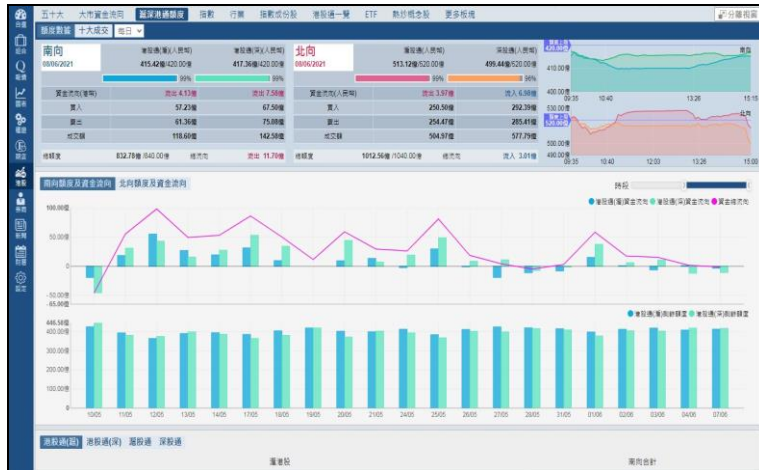 五十大 大市資金流向 滬深港通額度 指數 行業 指數成份股 港股通一覽 ETF 熱炒概念股 更多板塊 分離視窗
額度數據 十大成交 每日
南向 港股通(滬)(人民幣) 港股通(深)(人民幣)
08/06/2021 415.42億/420.00億 417.36億/420.00億
99% 99%
資金流向(港幣) 流出 4.13億 流出 7.58億
買入 57.23億 67.50億
賣出 61.36億 75.08億
成交額 118.60億 142.58億
總額度 832.78億/840.00億 總流向 流出 11.70億
北向 滬股通(人民幣) 深股通(人民幣)
08/06/2021 513.12億/520.00億 499.44億/520.00億
99% 96%
資金流向(人民幣) 流出 3.97億 流入 6.98億
買入 250.50億 292.39億
賣出 254.47億 285.41億
成交額 504.97億 577.79億
總額度 1012.56億/1040.00億 總流向 流入 3.01億
420.00億
南向
410.00億
400.00億
09:35 10:40 13:26 15:15
530.00億
北向
520.00億
500.00億
490.00億
09:35 10:40 12:00 13:26 15:00
港股
新聞
設定
南向額度及資金流向 北向額度及資金流向 時段
港股通(滬)資金流向 港股通(深)資金流向 資金總流向
100.00億
50.00億
0
-50.00億
-65.00億
港股通(滬)剩餘額度 港股通(深)剩餘額度
446.58億
400.00億
300.00億
200.00億
100.00億
0
10/05 11/05 12/05 13/05 14/05 17/05 18/05 19/05 20/05 21/05 24/05 25/05 26/05 27/05 28/05 31/05 01/06 02/06 03/06 04/06 07/06
港股通(滬) 港股通(深) 滬股通 深股通
滬港股 南向合計